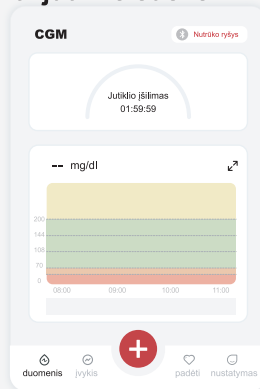 CGM
Nutrūko ryšys
Jutiklio įšilimas
01:59:59
-- mg/dl
200
144
108
70
0
08:00 09:00 10:00 11:00
duomenis įvykis padėti nustatymas